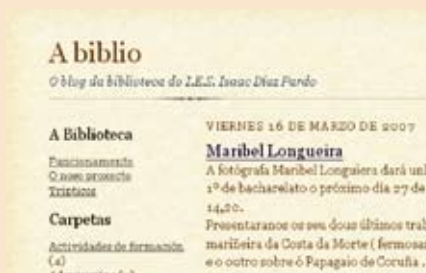 A biblio
O blog da biblioteca do I.E.S. Isaac Díaz Pardo
A Biblioteca
Funcionamento
O noso proxecto
Trípticos
Carpetas
Actividades de formación
(4)
VIERNES 16 DE MARZO DE 2007
Maribel Longueira
A fotógrafa Maribel Longueira dará un
1º de bacharelato o próximo día 27 de
14,20.
Presentaranos os seu dous últimos tra
mariñeira da Costa da Morte ( fermosa
e o outro sobre ó Papagaio de Coruña .